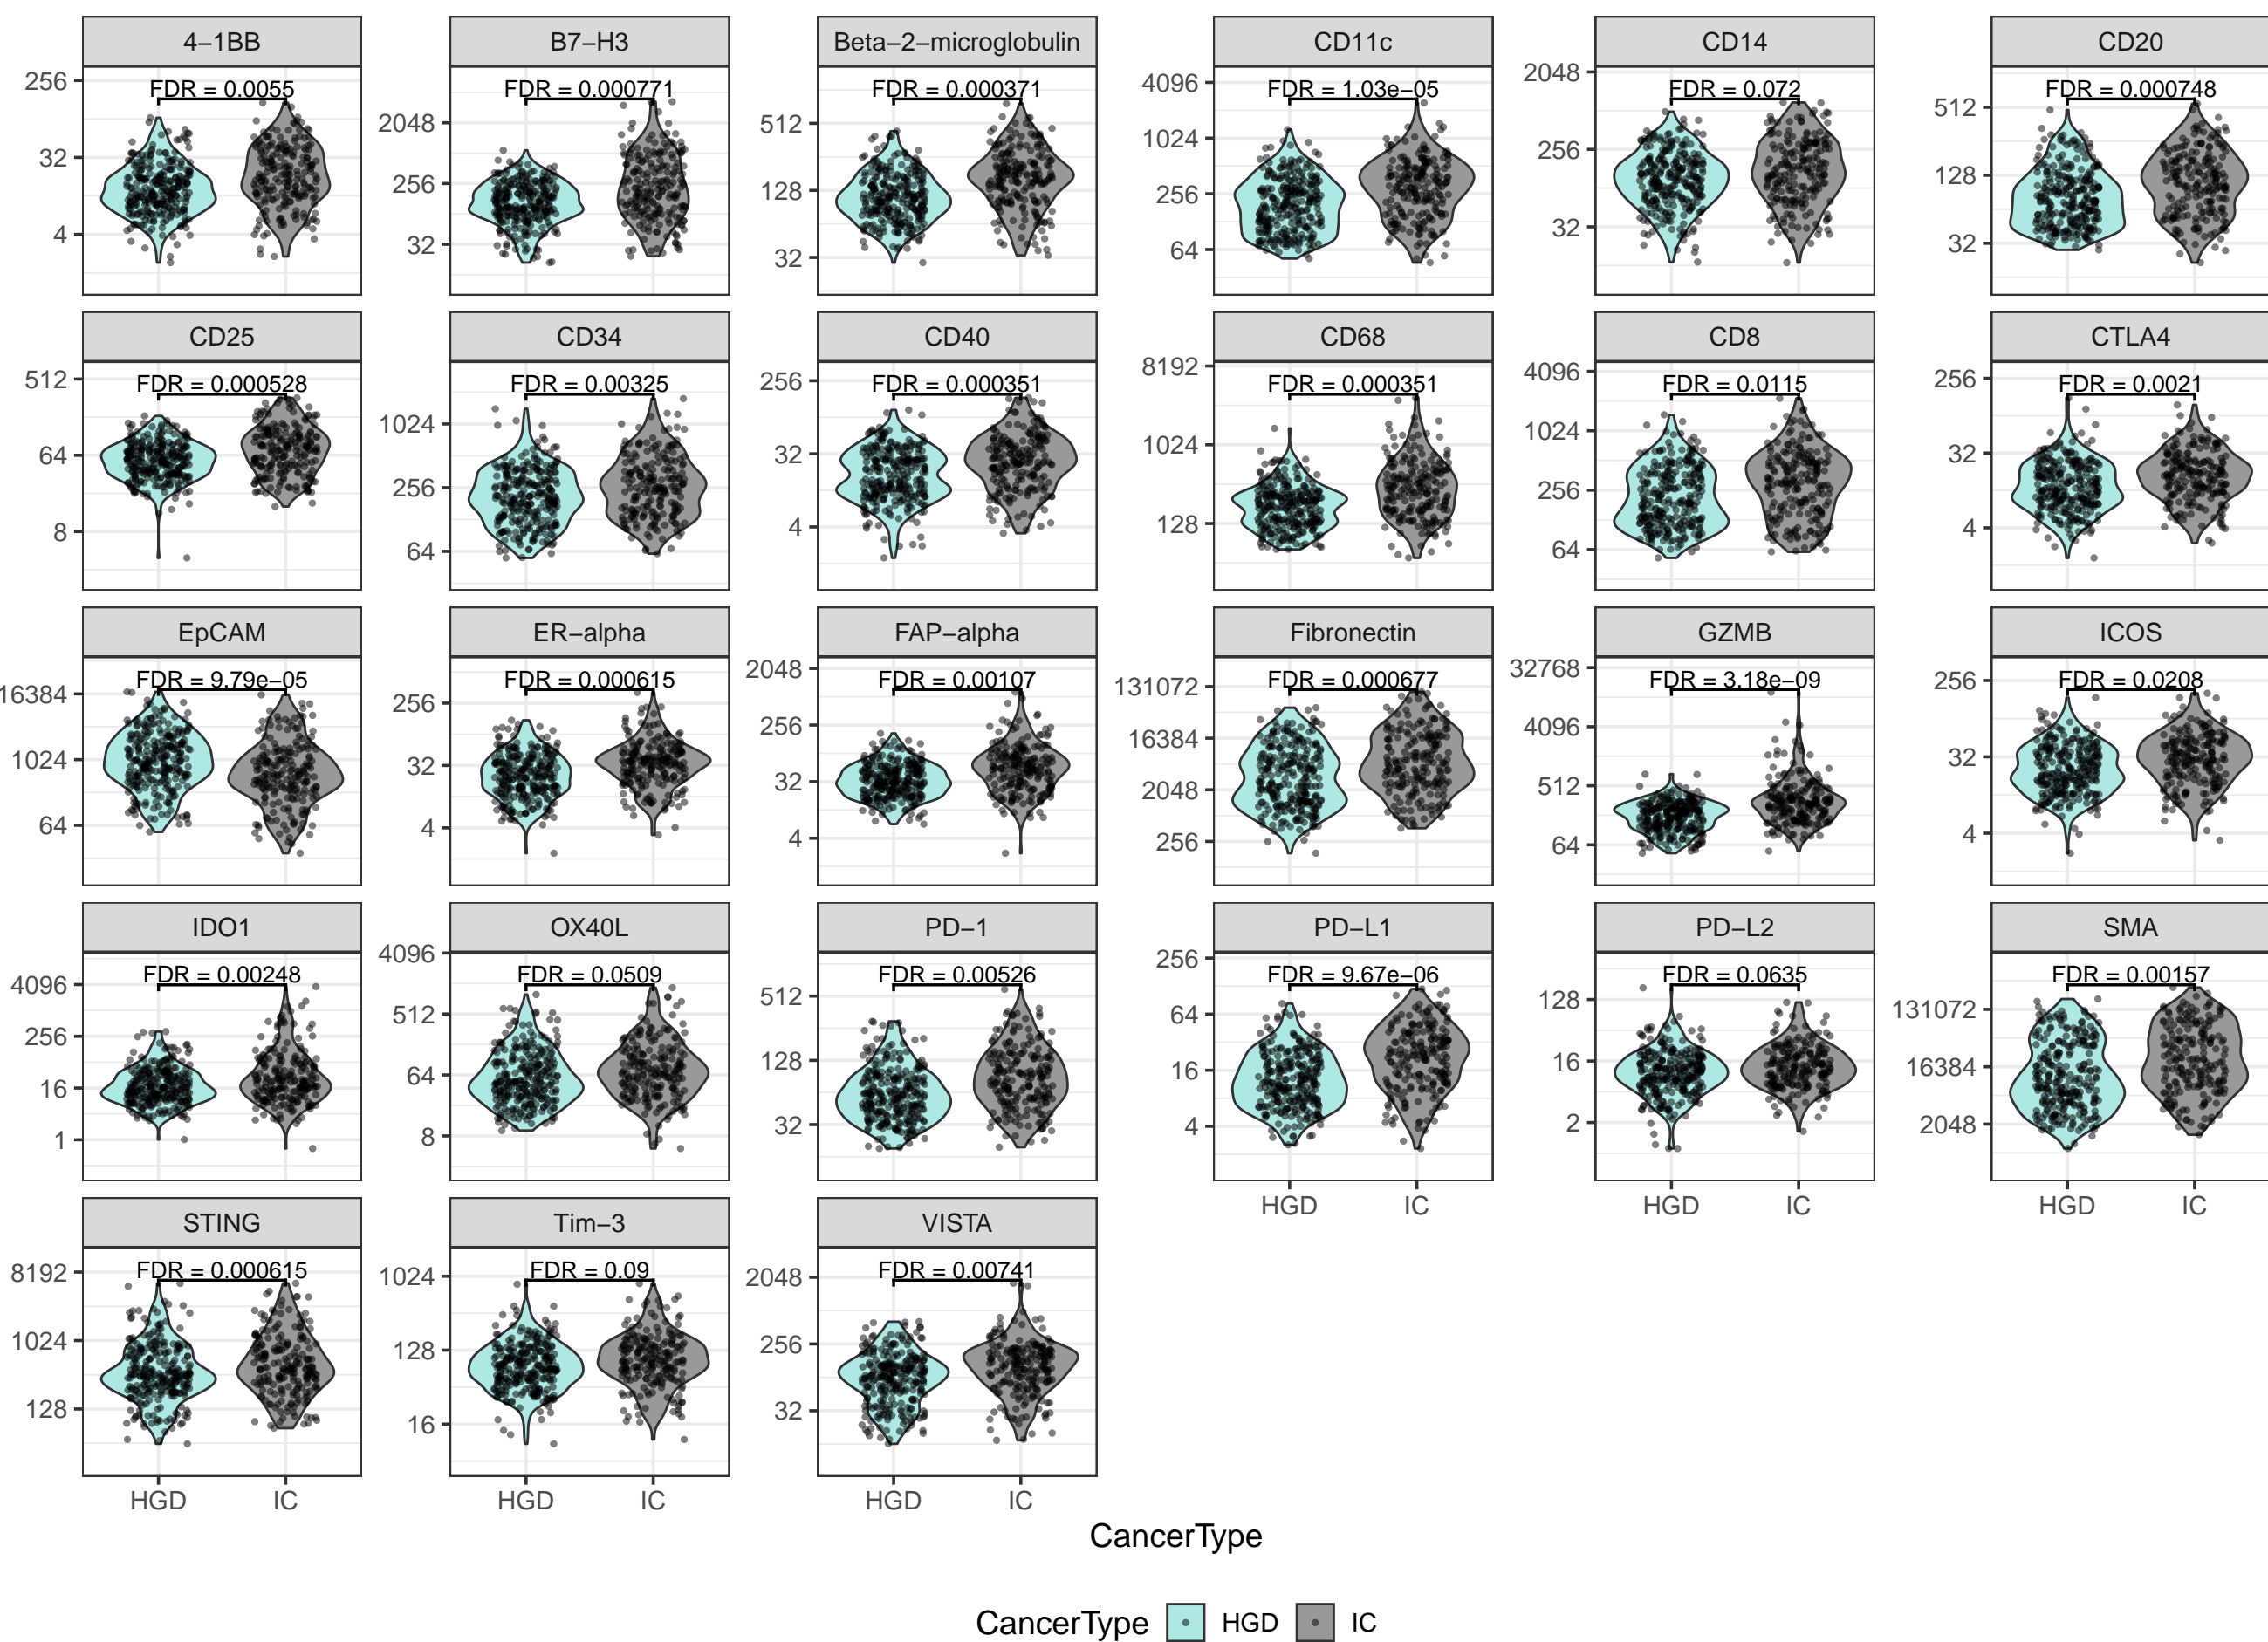 4−1BB
B7−H3
Beta−2−microglobulin
CD11c
CD14
CD20
256
32
4
FDR = 0.0055
2048
256
32
FDR = 0.000771
512
128
32
FDR = 0.000371
4096
1024
256
64
FDR = 1.03e−05
2048
256
32
FDR = 0.072
512
128
32
FDR = 0.000748
CD25
CD34
CD40
CD68
CD8
CTLA4
512
64
8
FDR = 0.000528
1024
256
64
FDR = 0.00325
256
32
4
FDR = 0.000351
8192
1024
128
FDR = 0.000351
4096
1024
256
64
FDR = 0.0115
256
32
4
FDR = 0.0021
EpCAM
ER−alpha
FAP−alpha
Fibronectin
GZMB
ICOS
16384
1024
64
FDR = 9.79e−05
256
32
4
FDR = 0.000615
2048
256
32
4
FDR = 0.00107
131072
16384
2048
256
FDR = 0.000677
32768
4096
512
64
FDR = 3.18e−09
256
32
4
FDR = 0.0208
IDO1
OX40L
PD−1
PD−L1
PD−L2
SMA
4096
256
16
1
FDR = 0.00248
4096
512
64
8
FDR = 0.0509
512
128
32
FDR = 0.00526
256
64
16
4
FDR = 9.67e−06
128
16
2
FDR = 0.0635
131072
16384
2048
FDR = 0.00157
HGD IC
HGD IC
HGD IC
STING
Tim−3
VISTA
8192
1024
128
FDR = 0.000615
1024
128
16
FDR = 0.09
2048
256
32
FDR = 0.00741
HGD IC
HGD IC
HGD IC
CancerType
CancerType HGD IC